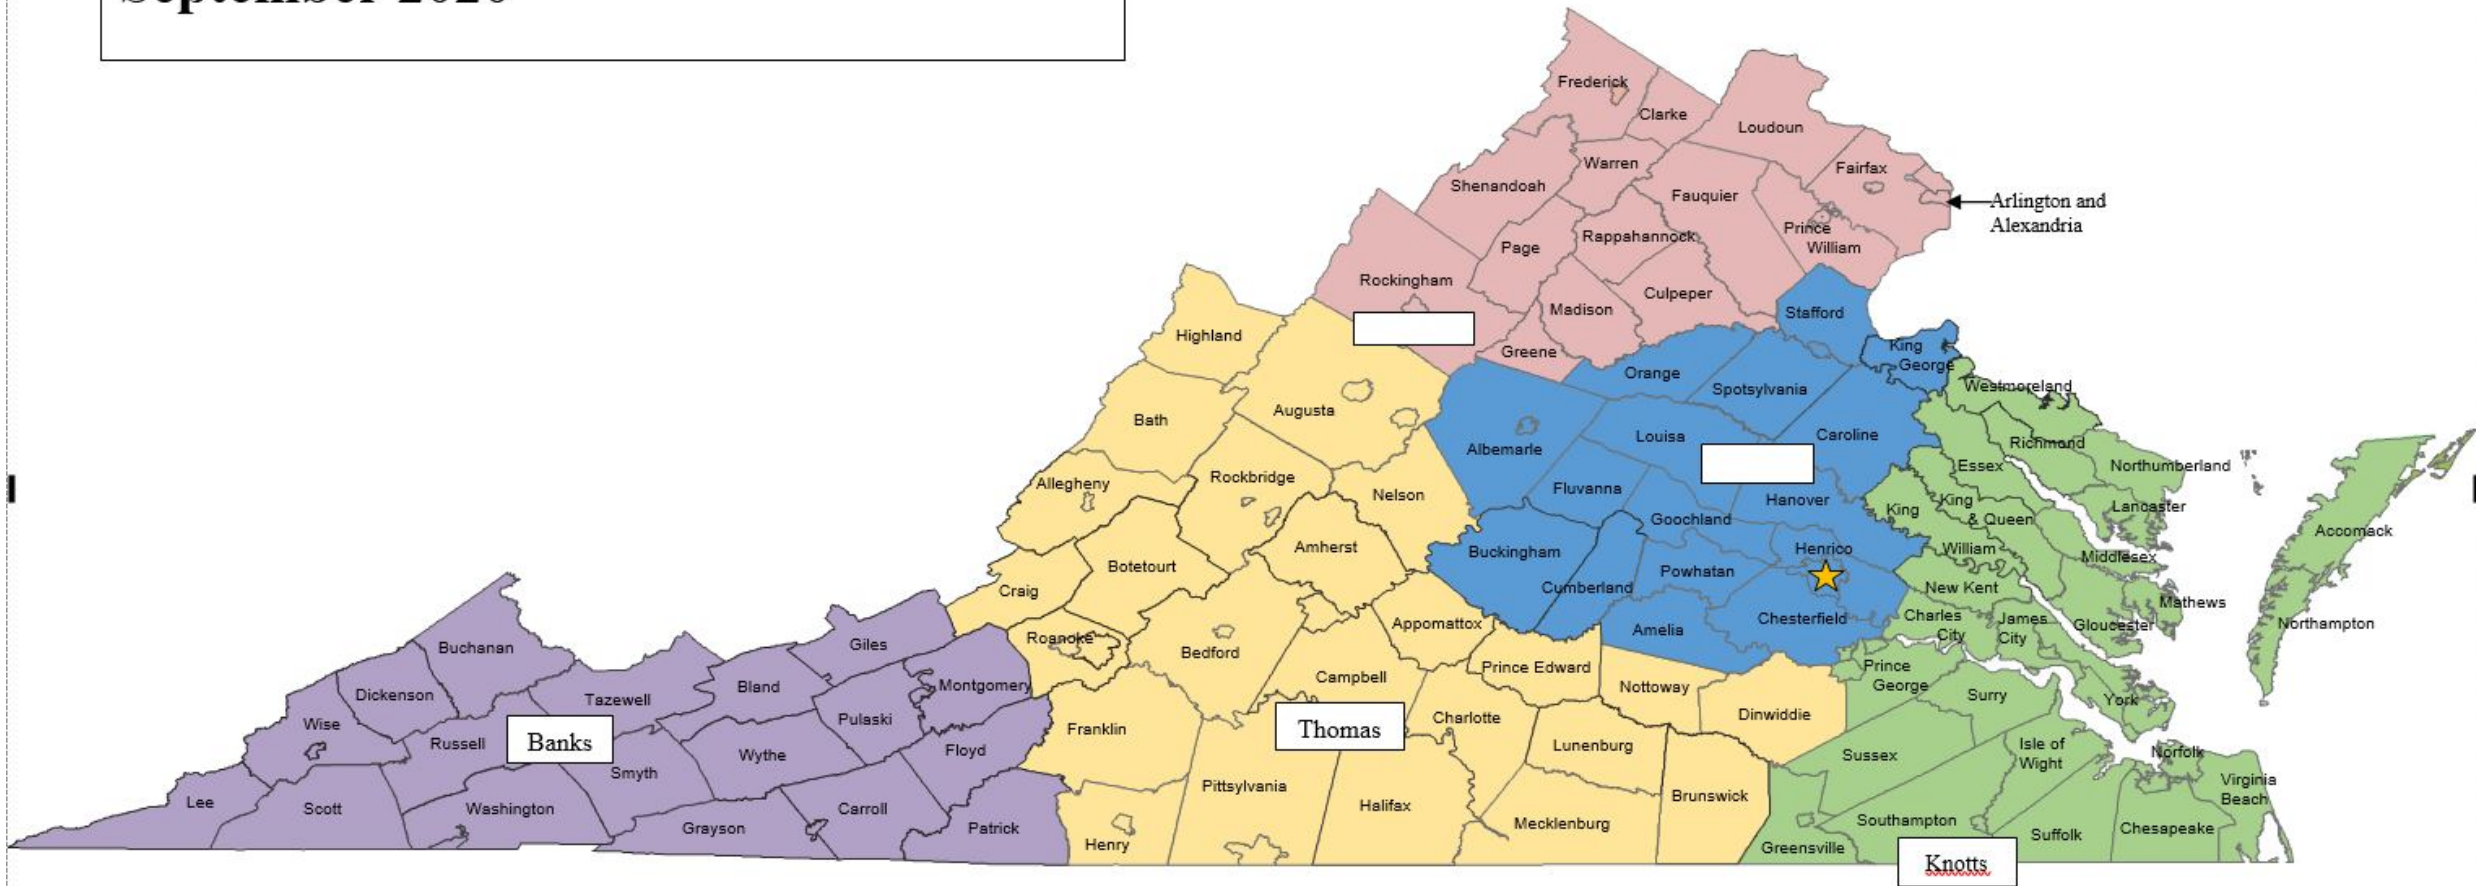 September 2020
Frederick
Clarke
Loudoun
Warren
Fairfax
Shenandoah
Fauquier
Arlington and
Alexandria
Prince
William
Page
Rappahannock
Rockingham
Culpeper
Madison
Stafford
Highland
Greene
King
George
Orange
Spotsylvania
Westmoreland
Bath
Augusta
Albemarle
Louisa
Caroline
Richmond
Essex
Northumberland
Allegheny
Rockbridge
Nelson
Fluvanna
Hanover
King
& Queen
Lancaster
King
William
Goochland
Accomack
Amherst
Buckingham
Henrico
Middlesex
Botetourt
Craig
Cumberland
Powhatan
New Kent
Mathews
Appomattox
Amelia
Chesterfield
Charles
City
James
City
Gloucester
Northampton
Buchanan
Giles
Roanoke
Bedford
Prince Edward
Prince
George
Dickenson
Tazewell
Bland
Montgomery
Campbell
Nottoway
Surry
York
Wise
Russell
Banks
Pulaski
Franklin
Thomas
Charlotte
Dinwiddie
Smyth
Wythe
Floyd
Lunenburg
Sussex
Isle of
Wight
Norfolk
Virginia
Beach
Lee
Scott
Washington
Grayson
Carroll
Patrick
Pittsylvania
Halifax
Mecklenburg
Brunswick
Henry
Greensville
Southampton
Suffolk
Chesapeake
Knotts